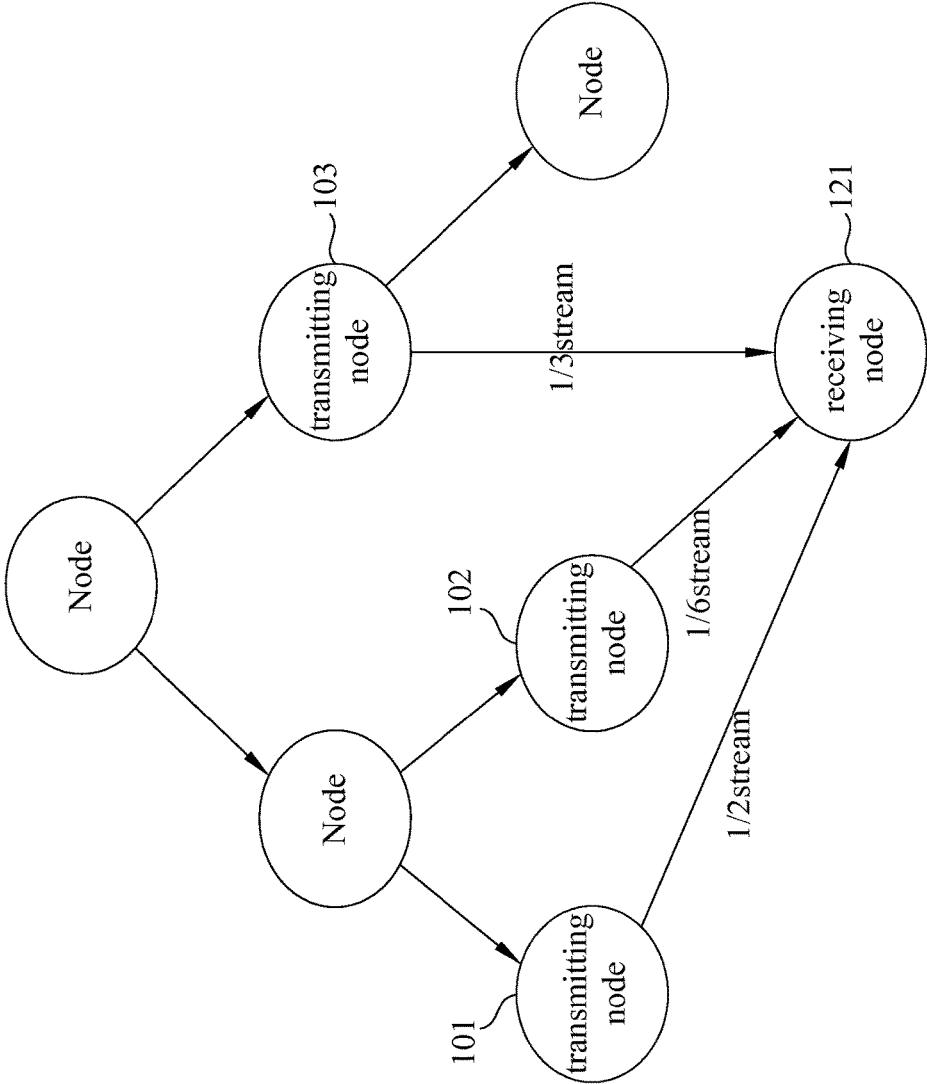 Node
Node
transmitting
node
103
transmitting
node
101
transmitting
node
102
Node
1/3stream
1/6stream
1/2stream
receiving
node
121